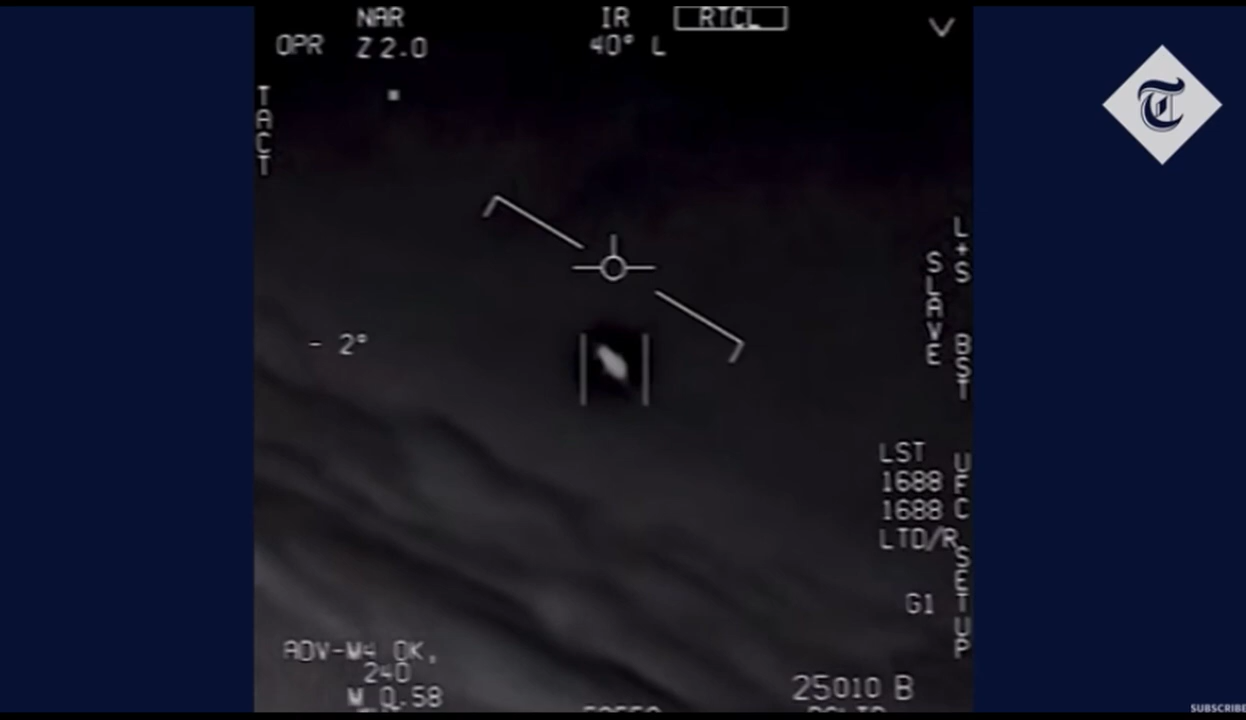 NAR
IR
RTCL
OPR
Z 2.0
40° L
TACT
- 2°
L+S
SLAVE
BST
LST
1688
1688
LTD/R
UFC
SETUP
G1
ADV-M4 OK,
240
M 0.58
25010 B
SUBSCRIBE